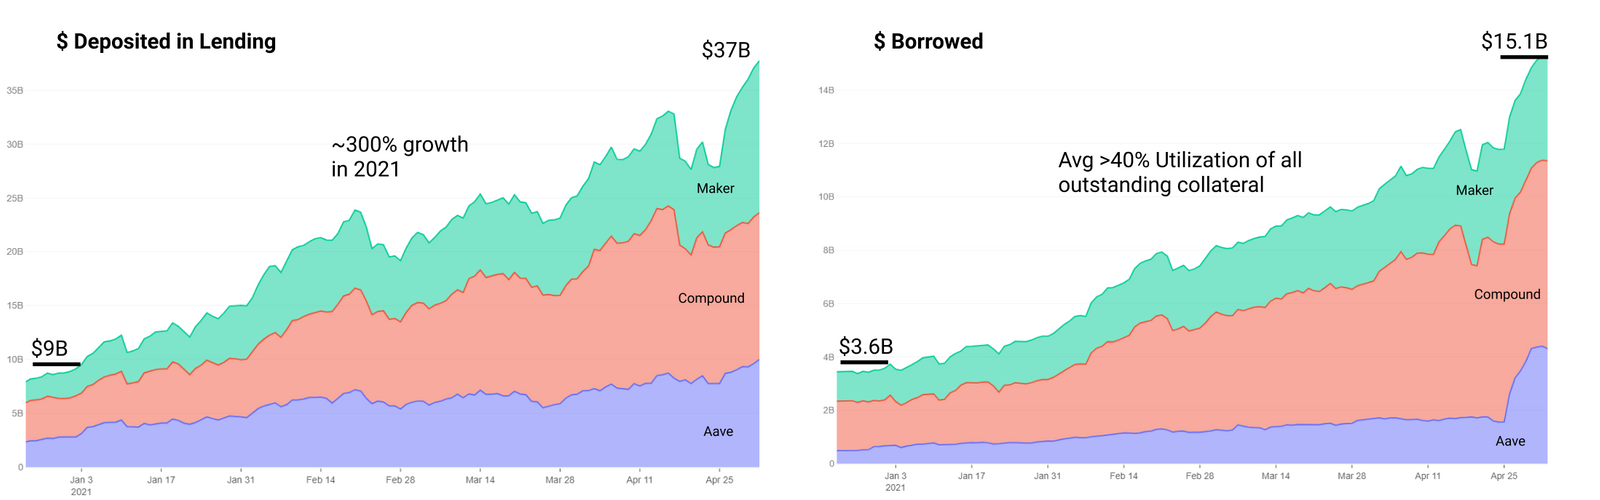 $ Deposited in Lending
$37B
35B
30B
~300% growth
in 2021
25B
Maker
20B
15B
Compound
$9B
10B
5B
Aave
0
Jan 3
2021
Jan 17
Jan 31
Feb 14
Feb 28
Mar 14
Mar 28
Apr 11
Apr 25
$ Borrowed
$15.1B
14B
12B
Avg >40% Utilization of all
outstanding collateral
10B
Maker
8B
6B
Compound
$3.6B
4B
2B
Aave
0
Jan 3
2021
Jan 17
Jan 31
Feb 14
Feb 28
Mar 14
Mar 28
Apr 11
Apr 25